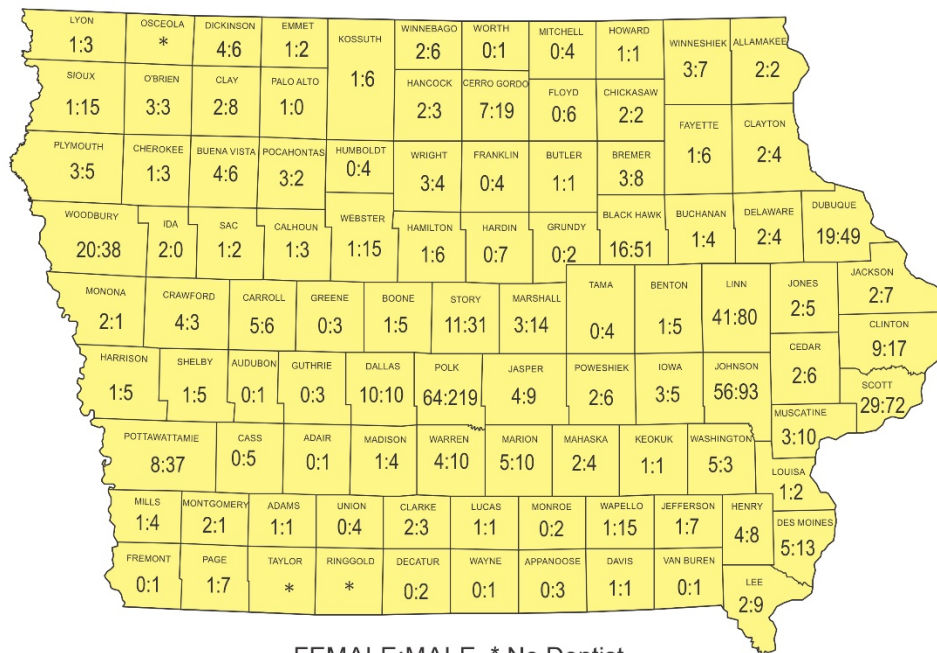 LYON OSCEOLA DICKINSON EMMET KOSSUTH WINNEBAGO WORTH MITCHELL HOWARD WINNESHIEK ALLAMAKEE
1:3 * 4:6 1:2 1:6 2:6 0:1 0:4 1:1 3:7 2:2
SIOUX O'BRIEN CLAY PALO ALTO HANCOCK CERRO GORDO FLOYD CHICKASAW
1:15 3:3 2:8 1:0 2:3 7:19 0:6 2:2
FAYETTE CLAYTON
1:6 2:4
PLYMOUTH CHEROKEE BUENA VISTA POCAHONTAS HUMBOLDT WRIGHT FRANKLIN BUTLER BREMER
3:5 1:3 4:6 3:2 0:4 3:4 0:4 1:1 3:8
WOODBURY IDA SAC CALHOUN WEBSTER HAMILTON HARDIN GRUNDY BLACK HAWK BUCHANAN DELAWARE DUBUQUE
20:38 2:0 1:2 1:3 1:15 1:6 0:7 0:2 16:51 1:4 2:4 19:49
MONONA CRAWFORD CARROLL GREENE BOONE STORY MARSHALL TAMA BENTON LINN JONES JACKSON
2:1 4:3 5:6 0:3 1:5 11:31 3:14 0:4 1:5 41:80 2:5 2:7
CLINTON
9:17
HARRISON SHELBY AUDUBON GUTHRIE DALLAS POLK JASPER POWESHIEK IOWA JOHNSON CEDAR SCOTT
1:5 1:5 0:1 0:3 10:10 64:219 4:9 2:6 3:5 56:93 2:6 29:72
MUSCATINE
3:10
POTTAWATTAMIE CASS ADAIR MADISON WARREN MARION MAHASKA KEOKUK WASHINGTON LOUISA
8:37 0:5 0:1 1:4 4:10 5:10 2:4 1:1 5:3 1:2
MILLS MONTGOMERY ADAMS UNION CLARKE LUCAS MONROE WAPELLO JEFFERSON HENRY DES MOINES
1:4 2:1 1:1 0:4 2:3 1:1 0:2 1:15 1:7 4:8 5:13
FREMONT PAGE TAYLOR RINGGOLD DECATUR WAYNE APPANOOSE DAVIS VAN BUREN LEE
0:1 1:7 * * 0:2 0:1 0:3 1:1 0:1 2:9
FEMALE:MALE * No Dentist